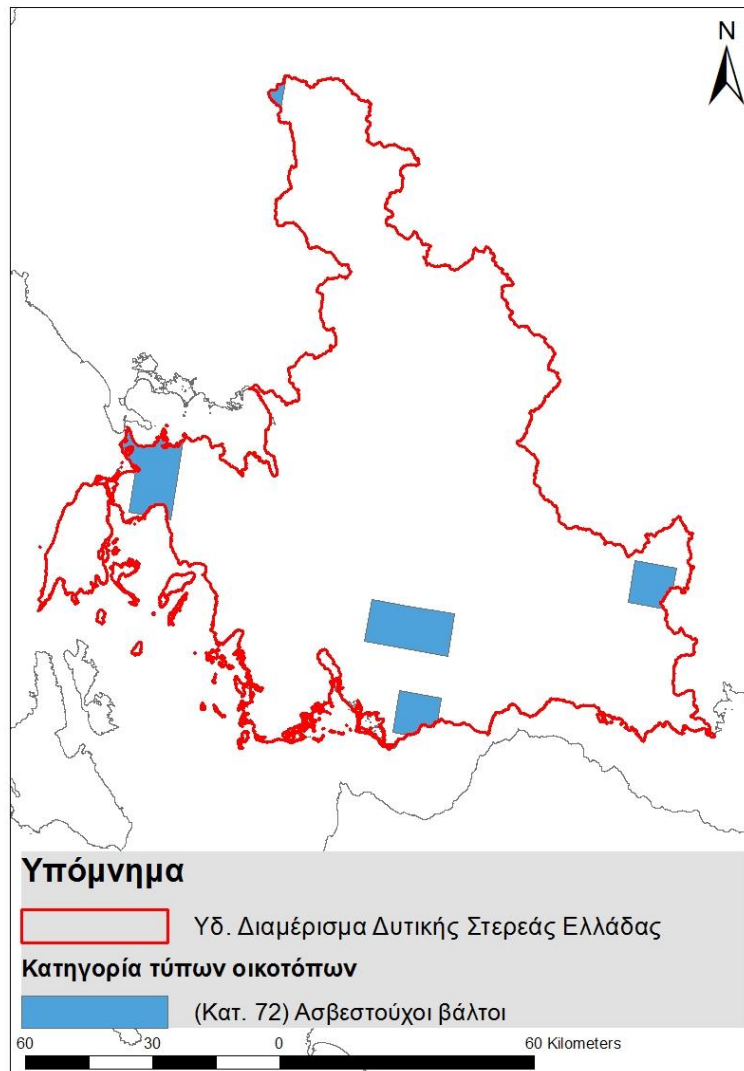 N
Υπόμνημα
Υδ. Διαμέρισμα Δυτικής Στερεάς Ελλάδας
Κατηγορία τύπων οικοτόπων
(Κατ. 72) Ασβεστούχοι βάλτοι
60 30 0 60 Kilometers